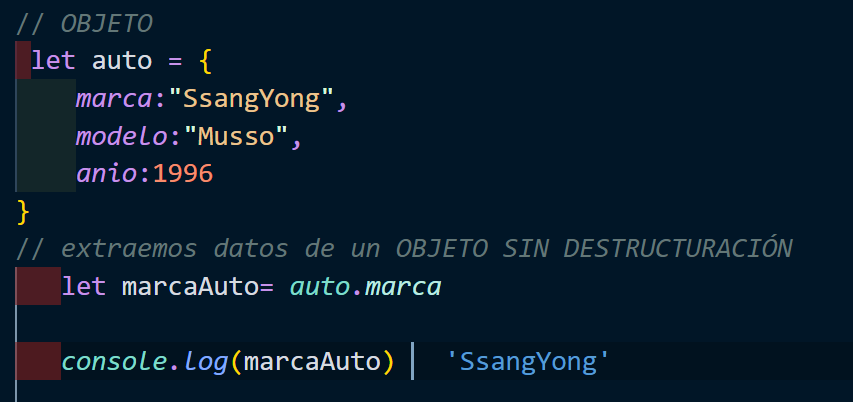 // OBJETO
let auto = {
marca:"SsangYong",
modelo:"Musso",
anio:1996
}
// extraemos datos de un OBJETO SIN DESTRUCTURACIÓN
let marcaAuto= auto.marca
console.log(marcaAuto) 'SsangYong'